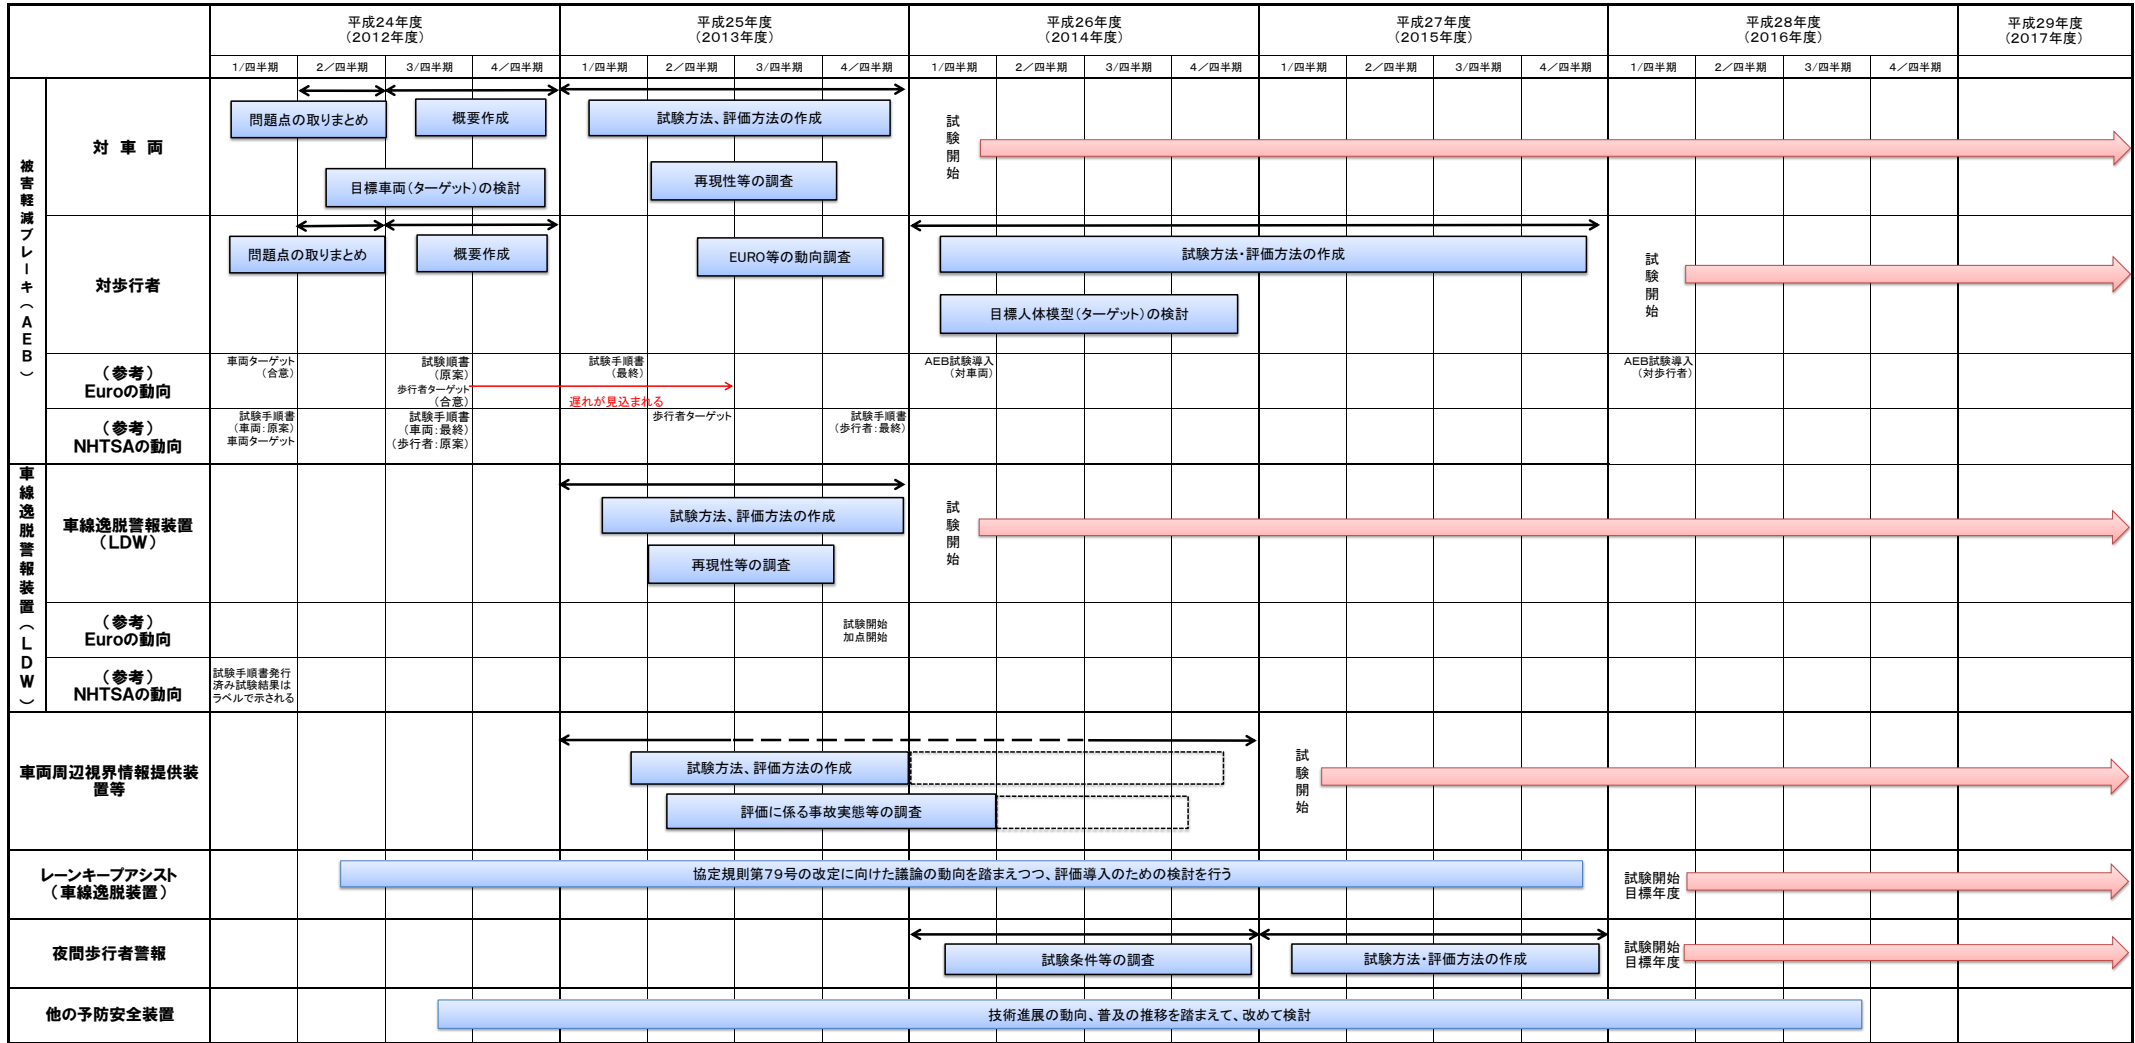 平成24年度
(2012年度)
平成25年度
(2013年度)
平成26年度
(2014年度)
平成27年度
(2015年度)
平成28年度
(2016年度)
平成29年度
(2017年度)
1/四半期
2/四半期
3/四半期
4/四半期
1/四半期
2/四半期
3/四半期
4/四半期
1/四半期
2/四半期
3/四半期
4/四半期
1/四半期
2/四半期
3/四半期
4/四半期
1/四半期
2/四半期
3/四半期
4/四半期
被害軽減ブレーキ(AEB)
対 車 両
問題点の取りまとめ
概要作成
試験方法、評価方法の作成
目標車両(ターゲット)の検討
再現性等の調査
試験開始
対歩行者
問題点の取りまとめ
概要作成
EURO等の動向調査
試験方法・評価方法の作成
目標人体模型(ターゲット)の検討
試験開始
(参考)
Euroの動向
車両ターゲット
(合意)
試験順書
(原案)
歩行者ターゲット
(合意)
試験手順書
(最終)
遅れが見込まれる
AEB試験導入
(対車両)
AEB試験導入
(対歩行者)
(参考)
NHTSAの動向
試験手順書
(車両:原案)
車両ターゲット
試験手順書
(車両:最終)
(歩行者:原案)
歩行者ターゲット
試験手順書
(歩行者:最終)
車線逸脱警報装置(LDW)
車線逸脱警報装置
(LDW)
試験方法、評価方法の作成
再現性等の調査
試験開始
(参考)
Euroの動向
試験開始
加点開始
(参考)
NHTSAの動向
試験手順書発行
済み試験結果は
ラベルで示される
車両周辺視界情報提供装
置等
試験方法、評価方法の作成
評価に係る事故実態等の調査
試験開始
レーンキープアシスト
(車線逸脱装置)
協定規則第79号の改定に向けた議論の動向を踏まえつつ、評価導入のための検討を行う
試験開始
目標年度
夜間歩行者警報
試験条件等の調査
試験方法・評価方法の作成
試験開始
目標年度
他の予防安全装置
技術進展の動向、普及の推移を踏まえて、改めて検討